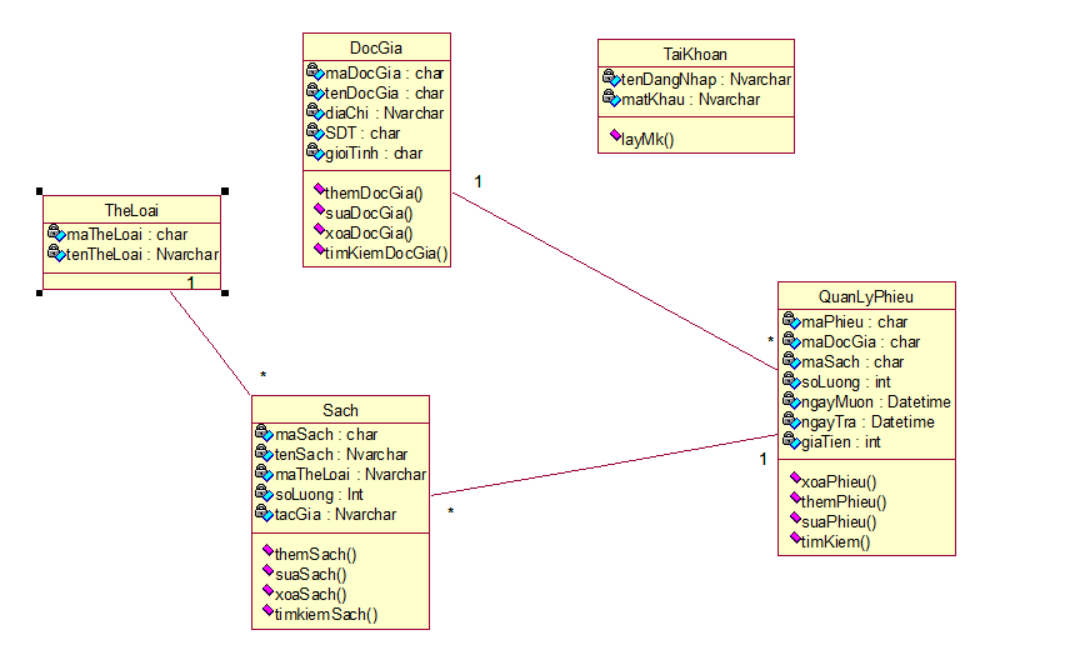 DocGia
maDocGia : char
tenDocGia : char
diaChi : Nvarchar
SDT : char
gioiTinh : char
themDocGia()
suaDocGia()
xoaDocGia()
timKiemDocGia()
TaiKhoan
tenDangNhap : Nvarchar
matKhau : Nvarchar
layMk()
TheLoai
maTheLoai : char
tenTheLoai : Nvarchar
1
*
1
*
Sach
maSach : char
tenSach : Nvarchar
maTheLoai : Nvarchar
soLuong : Int
tacGia : Nvarchar
themSach()
suaSach()
xoaSach()
timkiemSach()
*
1
QuanLyPhieu
maPhieu : char
maDocGia : char
maSach : char
soLuong : int
ngayMuon : Datetime
ngayTra : Datetime
giaTien : int
xoaPhieu()
themPhieu()
suaPhieu()
timKiem()